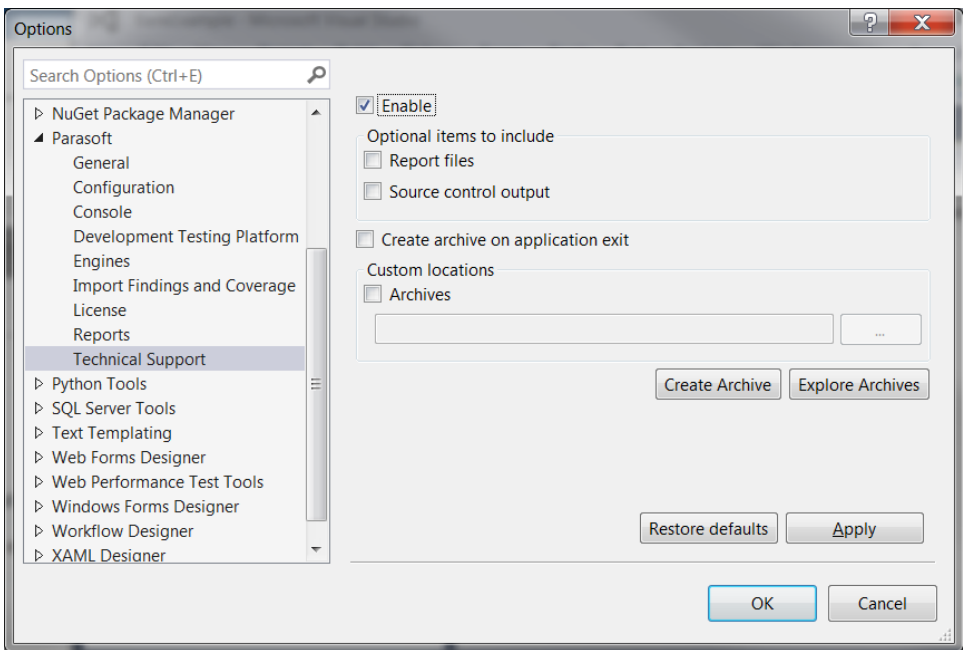 Options
?
X
Search Options (Ctrl+E)
NuGet Package Manager
Parasoft
General
Configuration
Console
Development Testing Platform
Engines
Import Findings and Coverage
License
Reports
Technical Support
Python Tools
SQL Server Tools
Text Templating
Web Forms Designer
Web Performance Test Tools
Windows Forms Designer
Workflow Designer
XAML Designer
Enable
Optional items to include
Report files
Source control output
Create archive on application exit
Custom locations
Archives
...
Create Archive
Explore Archives
Restore defaults
Apply
OK
Cancel